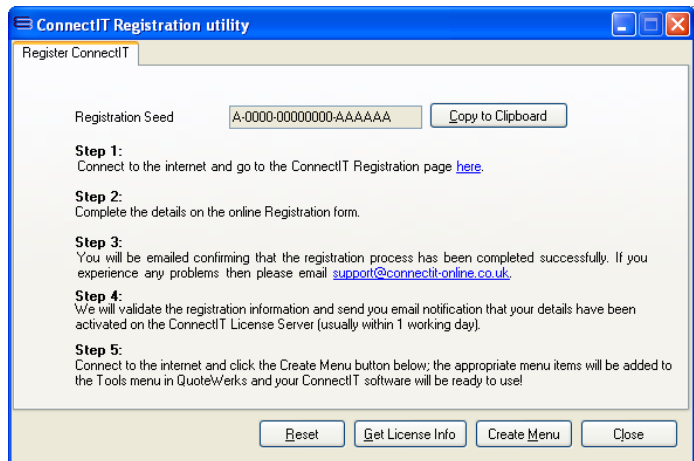 ConnectIT Registration utility
Register ConnectIT
Registration Seed A-0000-00000000-AAAAAA Copy to Clipboard
Step 1:
Connect to the internet and go to the ConnectIT Registration page here.
Step 2:
Complete the details on the online Registration form.
Step 3:
You will be emailed confirming that the registration process has been completed successfully. If you
experience any problems then please email support@connectit-online.co.uk.
Step 4:
We will validate the registration information and send you email notification that your details have been
activated on the ConnectIT License Server (usually within 1 working day).
Step 5:
Connect to the internet and click the Create Menu button below; the appropriate menu items will be added to
the Tools menu in QuoteWerks and your ConnectIT software will be ready to use!
Reset Get License Info Create Menu Close